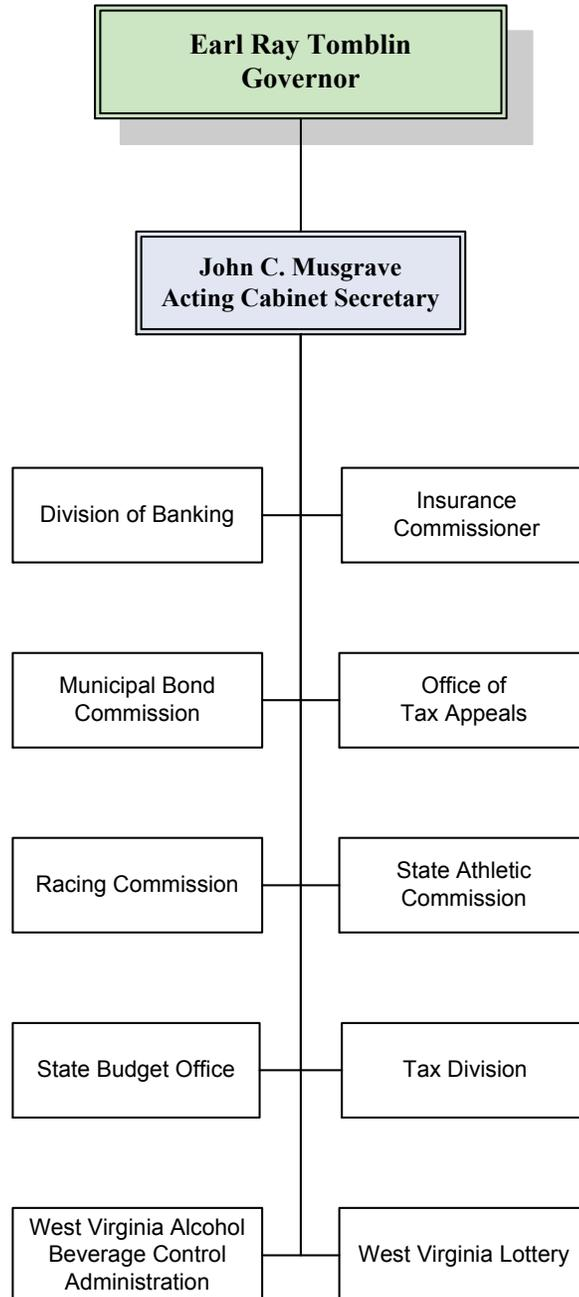 Earl Ray Tomblin
Governor
John C. Musgrave
Acting Cabinet Secretary
Division of Banking
Insurance
Commissioner
Municipal Bond
Commission
Office of
Tax Appeals
Racing Commission
State Athletic
Commission
State Budget Office
Tax Division
West Virginia Alcohol
Beverage Control
Administration
West Virginia Lottery